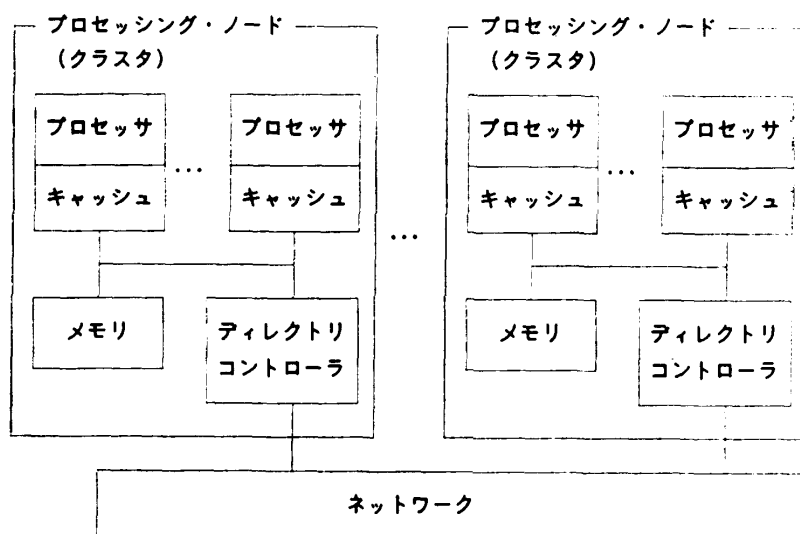 プロセッシング・ノード
(クラスタ)
プロセッサ
キャッシュ
...
プロセッサ
キャッシュ
メモリ
ディレクトリ
コントローラ
...
プロセッシング・ノード
(クラスタ)
プロセッサ
キャッシュ
...
プロセッサ
キャッシュ
メモリ
ディレクトリ
コントローラ
ネットワーク